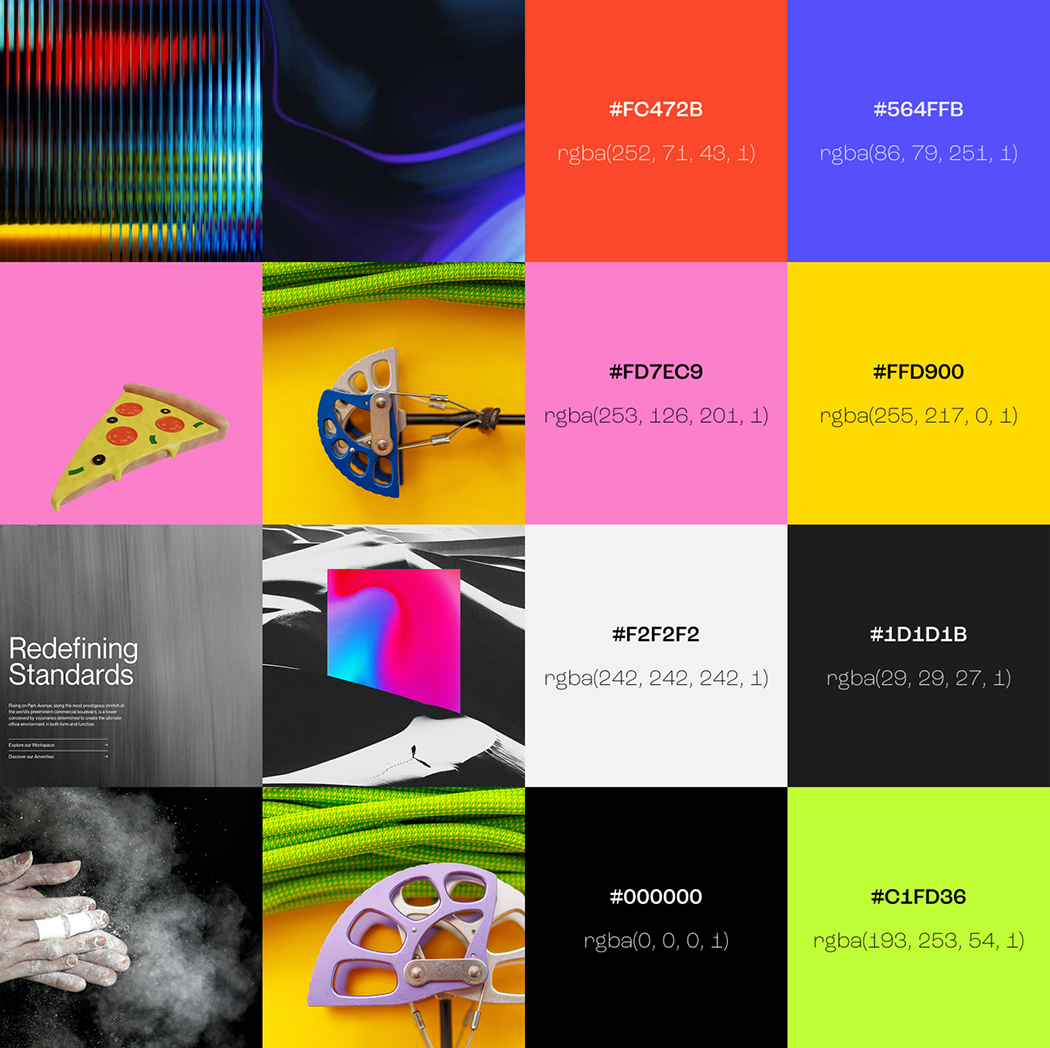 #FC472B
rgba(252, 71, 43, 1)
#564FFB
rgba(86, 79, 251, 1)
#FD7EC9
rgba(253, 126, 201, 1)
#FFD900
rgba(255, 217, 0, 1)
Redefining
Standards
Rising on Park Avenue, along the most prestigious stretch of
the world's preeminent commercial boulevard, is a tower
conceived by visionaries determined to create the ultimate
office environment in both form and function.
Explore our Workspace
Discover our Amenities
#F2F2F2
rgba(242, 242, 242, 1)
#1D1D1B
rgba(29, 29, 27, 1)
#000000
rgba(0, 0, 0, 1)
#C1FD36
rgba(193, 253, 54, 1)